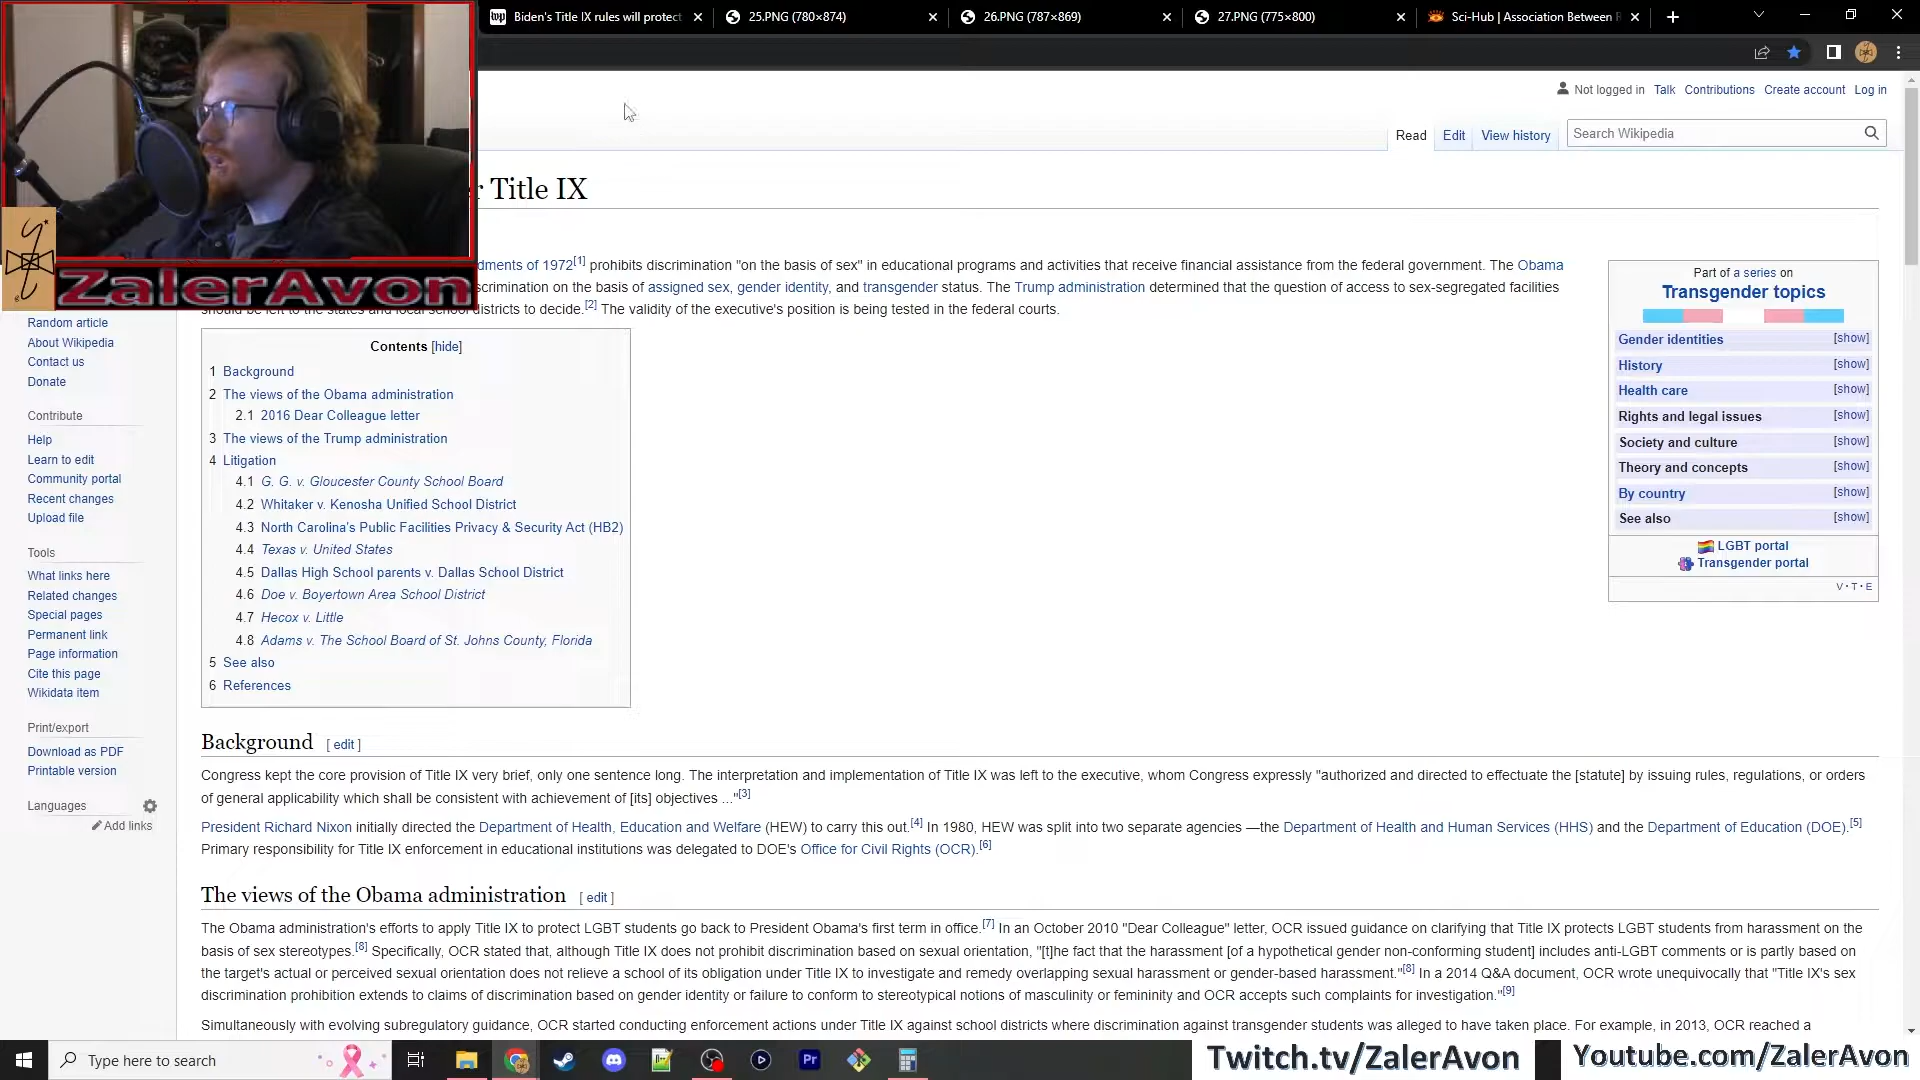 Biden's Title IX rules will protect
25.PNG (780×874)
26.PNG (787×869)
27.PNG (775×800)
Sci-Hub | Association Between
Not logged in Talk Contributions Create account Log in
Read Edit View history Search Wikipedia
r Title IX
dments of 1972[1] prohibits discrimination "on the basis of sex" in educational programs and activities that receive financial assistance from the federal government. The Obama
scrimination on the basis of assigned sex, gender identity, and transgender status. The Trump administration determined that the question of access to sex-segregated facilities
should be left to the states and local school districts to decide.[2] The validity of the executive's position is being tested in the federal courts.
ZalerAvon
Random article
About Wikipedia
Contact us
Donate
Contribute
Help
Learn to edit
Community portal
Recent changes
Upload file
Tools
What links here
Related changes
Special pages
Permanent link
Page information
Cite this page
Wikidata item
Print/export
Download as PDF
Printable version
Languages
Add links
Contents [hide]
1 Background
2 The views of the Obama administration
2.1 2016 Dear Colleague letter
3 The views of the Trump administration
4 Litigation
4.1 G. G. v. Gloucester County School Board
4.2 Whitaker v. Kenosha Unified School District
4.3 North Carolina's Public Facilities Privacy & Security Act (HB2)
4.4 Texas v. United States
4.5 Dallas High School parents v. Dallas School District
4.6 Doe v. Boyertown Area School District
4.7 Hecox v. Little
4.8 Adams v. The School Board of St. Johns County, Florida
5 See also
6 References
Part of a series on
Transgender topics
Gender identities [show]
History [show]
Health care [show]
Rights and legal issues [show]
Society and culture [show]
Theory and concepts [show]
By country [show]
See also [show]
LGBT portal
Transgender portal
V · T · E
Background [ edit ]
Congress kept the core provision of Title IX very brief, only one sentence long. The interpretation and implementation of Title IX was left to the executive, whom Congress expressly "authorized and directed to effectuate the [statute] by issuing rules, regulations, or orders
of general applicability which shall be consistent with achievement of [its] objectives ..."[3]
President Richard Nixon initially directed the Department of Health, Education and Welfare (HEW) to carry this out.[4] In 1980, HEW was split into two separate agencies —the Department of Health and Human Services (HHS) and the Department of Education (DOE).[5]
Primary responsibility for Title IX enforcement in educational institutions was delegated to DOE's Office for Civil Rights (OCR).[6]
The views of the Obama administration [ edit ]
The Obama administration's efforts to apply Title IX to protect LGBT students go back to President Obama's first term in office.[7] In an October 2010 "Dear Colleague" letter, OCR issued guidance on clarifying that Title IX protects LGBT students from harassment on the
basis of sex stereotypes.[8] Specifically, OCR stated that, although Title IX does not prohibit discrimination based on sexual orientation, "[t]he fact that the harassment [of a hypothetical gender non-conforming student] includes anti-LGBT comments or is partly based on
the target's actual or perceived sexual orientation does not relieve a school of its obligation under Title IX to investigate and remedy overlapping sexual harassment or gender-based harassment."[8] In a 2014 Q&A document, OCR wrote unequivocally that "Title IX's sex
discrimination prohibition extends to claims of discrimination based on gender identity or failure to conform to stereotypical notions of masculinity or femininity and OCR accepts such complaints for investigation."[9]
Simultaneously with evolving subregulatory guidance, OCR started conducting enforcement actions under Title IX against school districts where discrimination against transgender students was alleged to have taken place. For example, in 2013, OCR reached a
Type here to search
Twitch.tv/ZalerAvon
Youtube.com/ZalerAvon